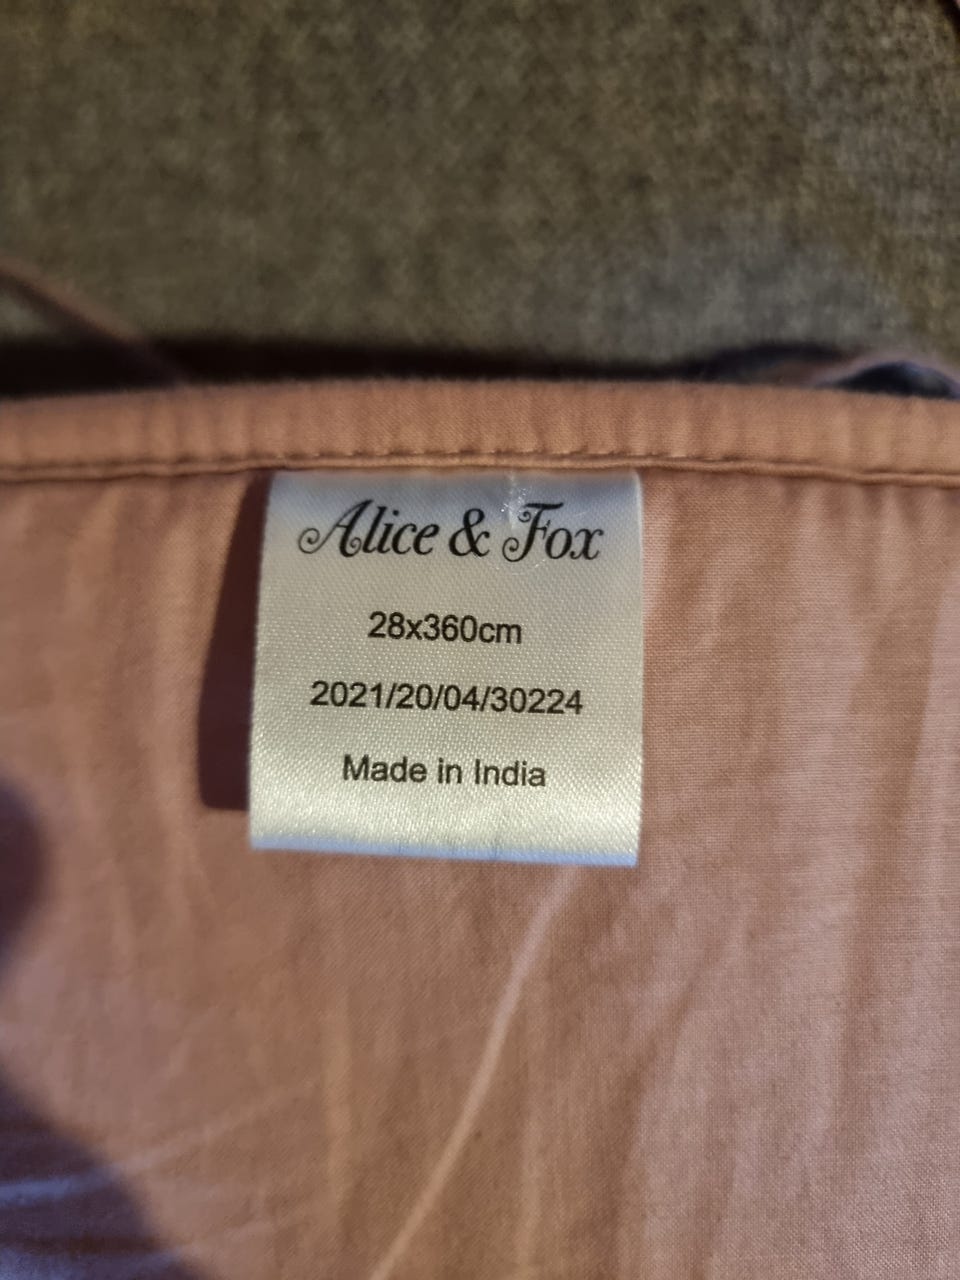 Alice & Fox
28x360cm
2021/20/04/30224
Made in India